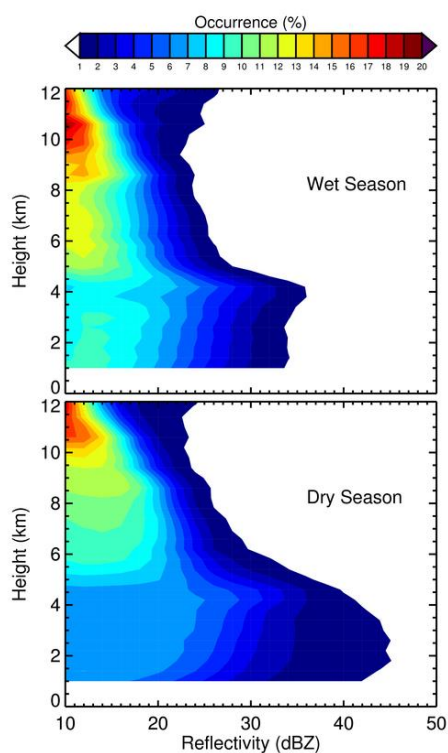 Occurrence (%)
1 2 3 4 5 6 7 8 9 10 11 12 13 14 15 16 17 18 19 20
12
10
8
6
4
2
0
Height (km)
Wet Season
12
10
8
6
4
2
0
Height (km)
Dry Season
10 20 30 40 50
Reflectivity (dBZ)